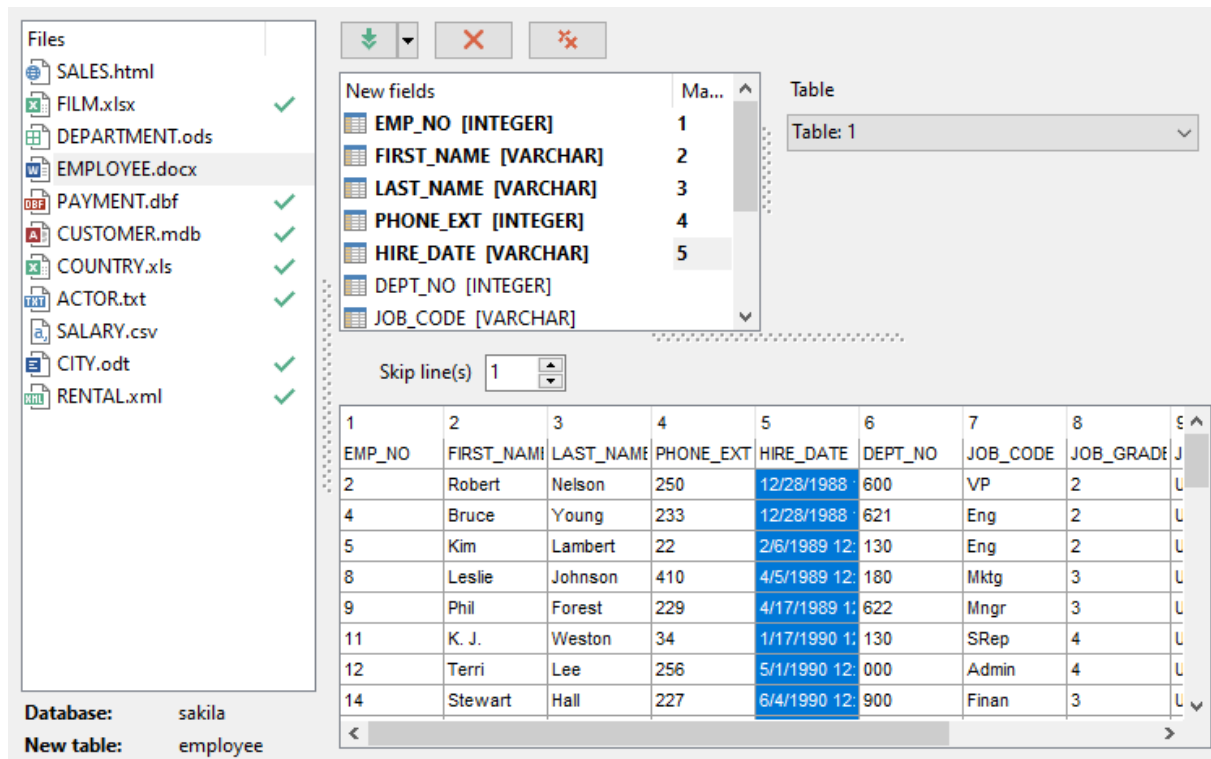 Files
SALES.html
FILM.xlsx
DEPARTMENT.ods
EMPLOYEE.docx
PAYMENT.dbf
CUSTOMER.mdb
COUNTRY.xls
ACTOR.txt
SALARY.csv
CITY.odt
RENTAL.xml
Database: sakila
New table: employee
New fields Ma...
EMP_NO [INTEGER] 1
FIRST_NAME [VARCHAR] 2
LAST_NAME [VARCHAR] 3
PHONE_EXT [INTEGER] 4
HIRE_DATE [VARCHAR] 5
DEPT_NO [INTEGER]
JOB_CODE [VARCHAR]
Table
Table: 1
Skip line(s) 1
1 2 3 4 5 6 7 8 9
EMP_NO FIRST_NAME LAST_NAME PHONE_EXT HIRE_DATE DEPT_NO JOB_CODE JOB_GRADE J
2 Robert Nelson 250 12/28/1988 600 VP 2 U
4 Bruce Young 233 12/28/1988 621 Eng 2 U
5 Kim Lambert 22 2/6/1989 12: 130 Eng 2 U
8 Leslie Johnson 410 4/5/1989 12: 180 Mktg 3 U
9 Phil Forest 229 4/17/1989 12 622 Mngr 3 U
11 K. J. Weston 34 1/17/1990 12 130 SRep 4 U
12 Terri Lee 256 5/1/1990 12: 000 Admin 4 U
14 Stewart Hall 227 6/4/1990 12: 900 Finan 3 U